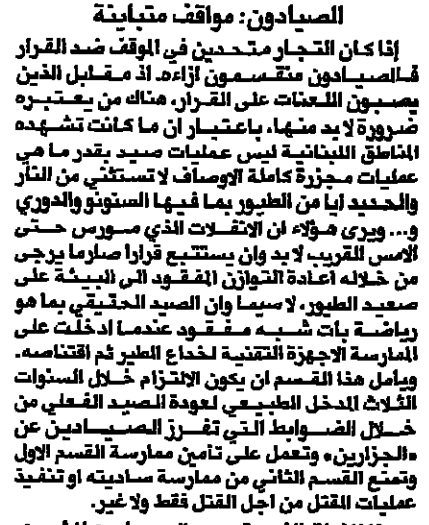 الصيادون: مواقف متباينة
إذا كان التجار متحدين في الموقف ضد القرار
فالصيادون منقسمون ازاءه. اذ مقابل الذين
يصبون اللعنات على القرار، هناك من يعتبره
ضرورة لا بد منها، باعتبار ان ما كانت تشهده
المناطق اللبنانية ليس عمليات صيد بقدر ما هي
عمليات مجزرة كاملة الاوصاف لا تستثني من النار
والحديد أيا من الطيور بما فيها السنونو والدوري
و... ويرى هؤلاء ان الانفلات الذي مورس حتى
الامس القريب لا بد وان يستتبع قرارا صارما يرجى
من خلاله اعادة التوازن المفقود الى البيئة على
صعيد الطيور، لا سيما وان الصيد الحقيقي بما هو
رياضة بات شبه مفقود عندما ادخلت على
الممارسة الاجهزة التقنية لخداع الطير ثم اقتناصه.
ويأمل هذا القسم ان يكون الالتزام خلال السنوات
الثلاث المدخل الطبيعي لعودة الصيد الفعلي من
خلال الضوابط التي تفرز الصيادين عن
«الجزارين» وتعمل على تأمين ممارسة القسم الاول
وتمنع القسم الثاني من ممارسة ساديته او تنفيذ
عمليات القتل من اجل القتل فقط ولا غير.